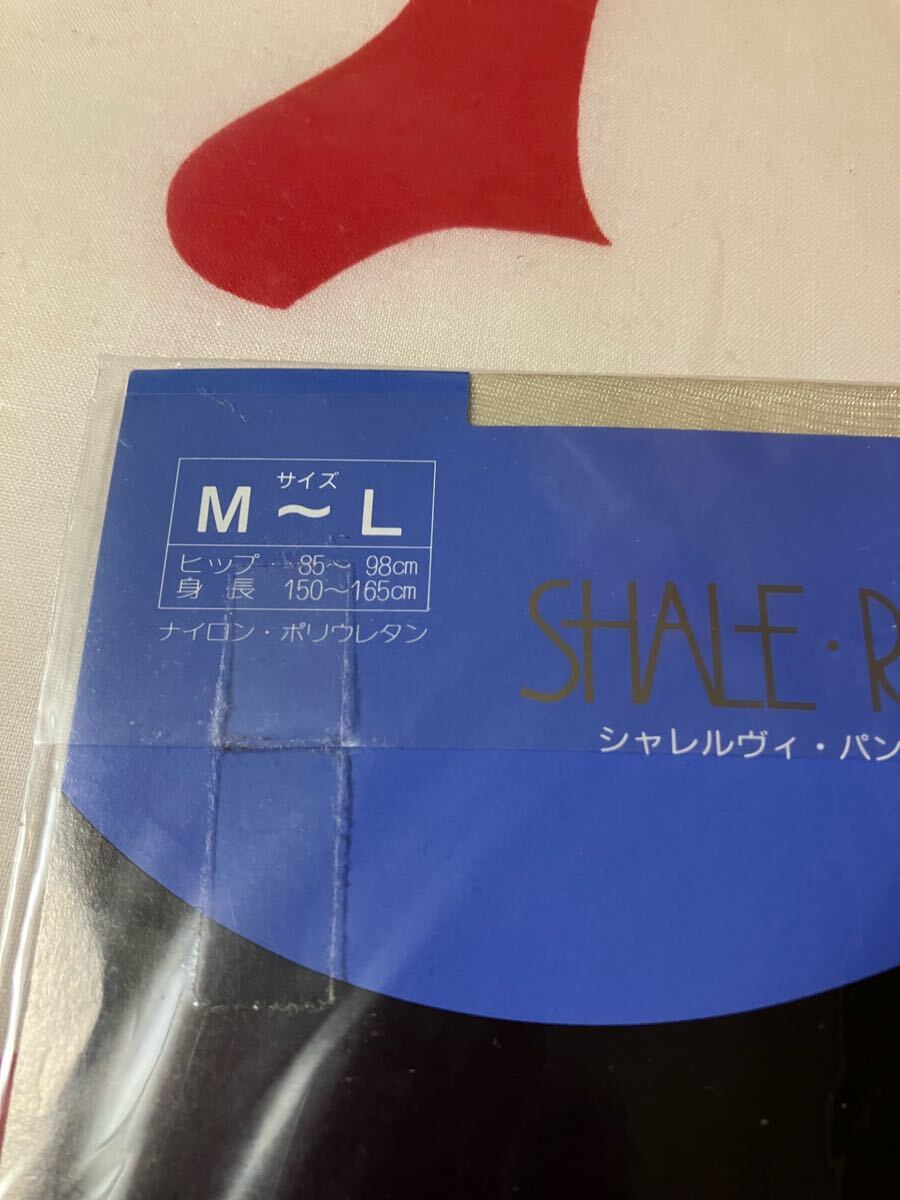 サイズ
M ～ L
ヒップ 85～ 98cm
身長 150～165cm
ナイロン・ポリウレタン
SHALE・R
シャレルヴィ・パン